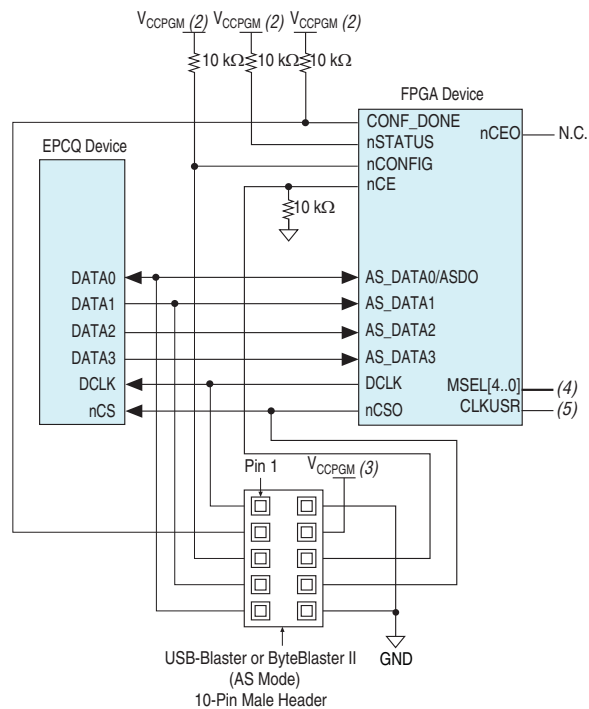 VCCPGM (2) VCCPGM (2) VCCPGM (2)
10 kΩ 10 kΩ 10 kΩ
FPGA Device
EPCQ Device
CONF_DONE
nSTATUS
nCONFIG
nCE
nCEO
N.C.
10 kΩ
DATA0
DATA1
DATA2
DATA3
DCLK
nCS
AS_DATA0/ASDO
AS_DATA1
AS_DATA2
AS_DATA3
DCLK
nCSO
MSEL[4..0]
(4)
CLKUSR
(5)
Pin 1
VCCPGM (3)
GND
USB-Blaster or ByteBlaster II
(AS Mode)
10-Pin Male Header